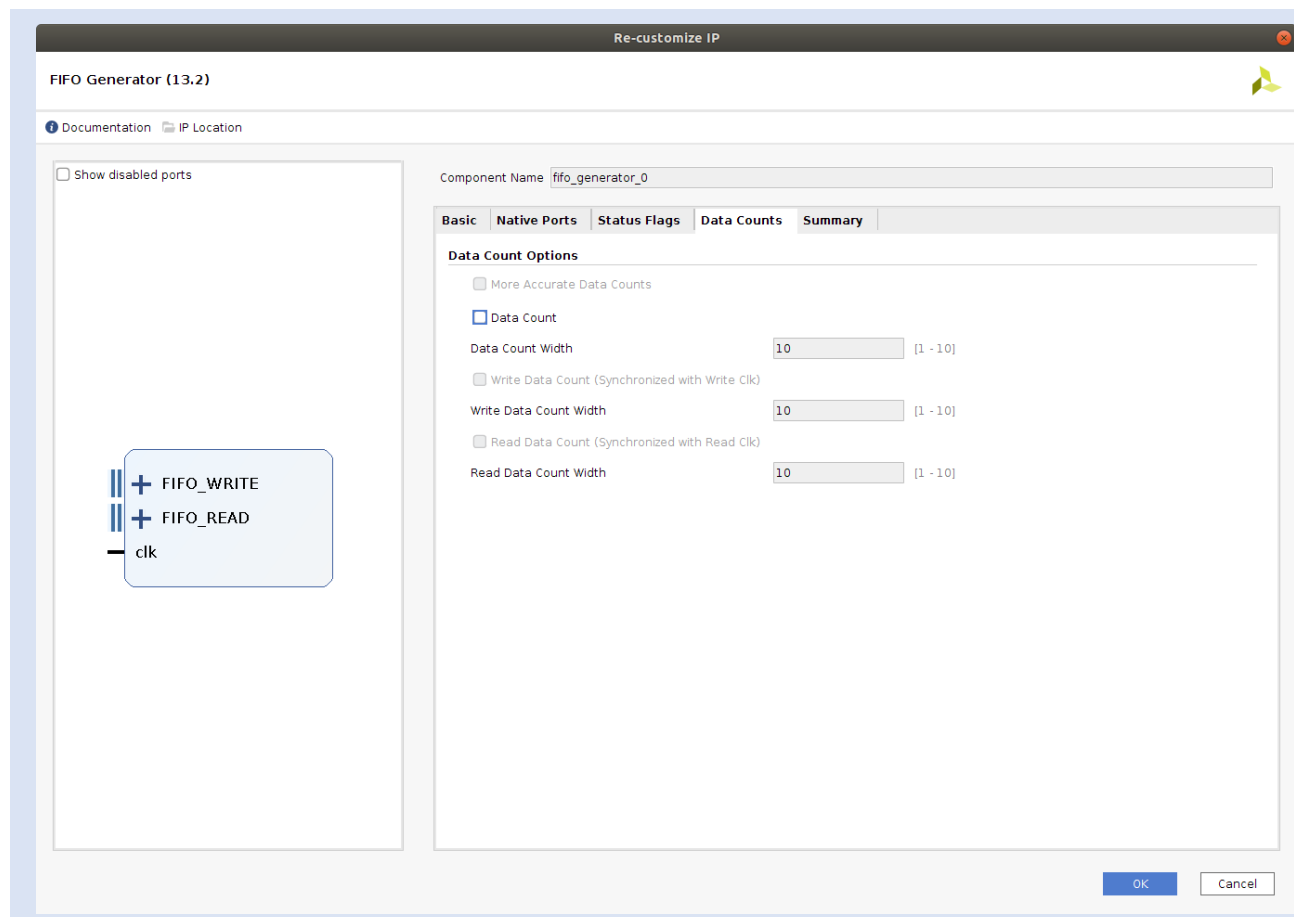 Re-customize IP
FIFO Generator (13.2)
Documentation IP Location
Show disabled ports
FIFO_WRITE
FIFO_READ
clk
Component Name fifo_generator_0
Basic Native Ports Status Flags Data Counts Summary
Data Count Options
More Accurate Data Counts
Data Count
Data Count Width 10 [1 - 10]
Write Data Count (Synchronized with Write Clk)
Write Data Count Width 10 [1 - 10]
Read Data Count (Synchronized with Read Clk)
Read Data Count Width 10 [1 - 10]
OK Cancel